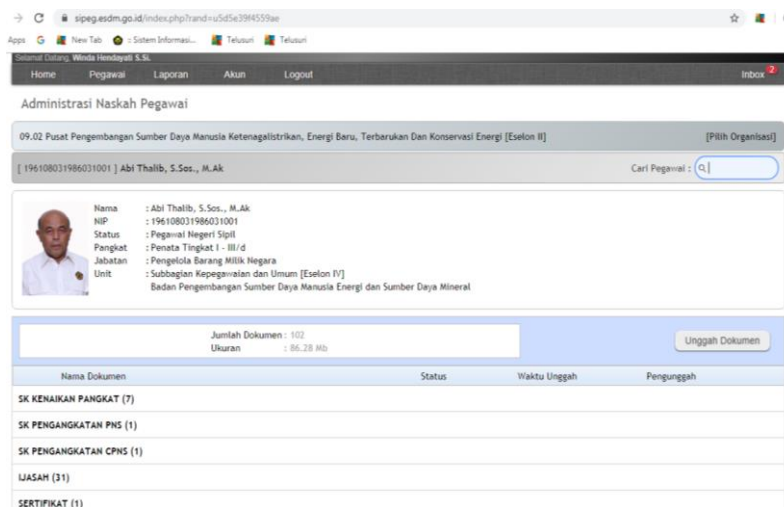 sipeg.esdm.go.id/index.php?rand=u5d5e39f4559ae
Apps G New Tab :: Sistem Informasi... Telusuri Telusuri
Selamat Datang, Winda Hendayati S.Si.
Home Pegawai Laporan Akun Logout Inbox 2
Administrasi Naskah Pegawai
09.02 Pusat Pengembangan Sumber Daya Manusia Ketenagalistrikan, Energi Baru, Terbarukan Dan Konservasi Energi [Eselon II] [Pilih Organisasi]
[ 196108031986031001 ] Abi Thalib, S.Sos., M.Ak Cari Pegawai :
Nama : Abi Thalib, S.Sos., M.Ak
NIP : 196108031986031001
Status : Pegawai Negeri Sipil
Pangkat : Penata Tingkat I - III/d
Jabatan : Pengelola Barang Milik Negara
Unit : Subbagian Kepegawaian dan Umum [Eselon IV]
Badan Pengembangan Sumber Daya Manusia Energi dan Sumber Daya Mineral
Jumlah Dokumen : 102
Ukuran : 86.28 Mb
Unggah Dokumen
Nama Dokumen Status Waktu Unggah Pengunggah
SK KENAIKAN PANGKAT (7)
SK PENGANGKATAN PNS (1)
SK PENGANGKATAN CPNS (1)
IJASAH (31)
SERTIFIKAT (1)